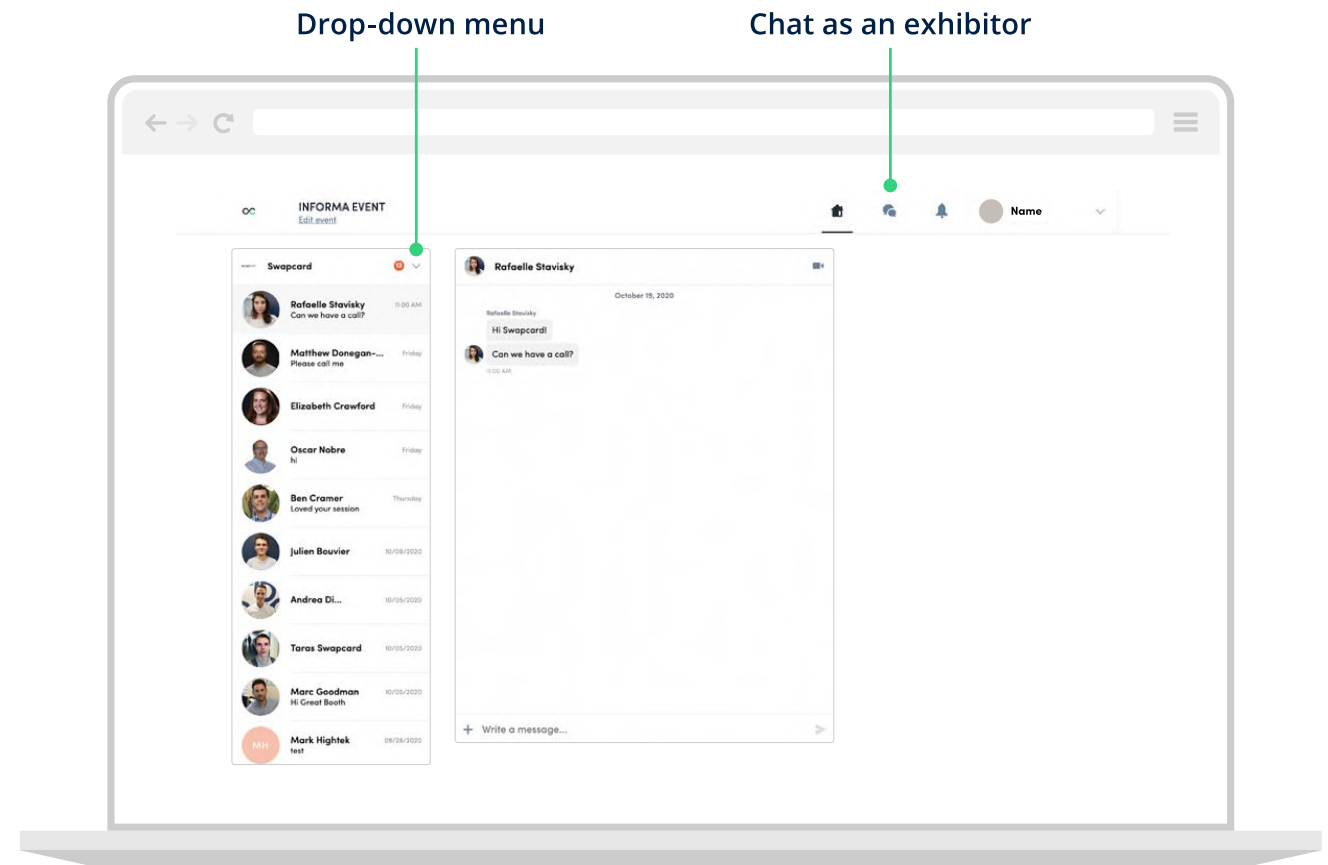 Drop-down menu
Chat as an exhibitor
INFORMA EVENT
Edit event
Name
Swapcard
13
Rafaelle Stavisky
11:00 AM
Can we have a call?
Matthew Donegan-...
Friday
Please call me
Elizabeth Crawford
Friday
Oscar Nobre
Friday
hi
Ben Cramer
Thursday
Loved your session
Julien Bouvier
10/08/2020
Andrea Di...
10/05/2020
Taras Swapcard
10/05/2020
Marc Goodman
10/05/2020
Hi Great Booth
MH
Mark Hightek
09/28/2020
test
Rafaelle Stavisky
October 19, 2020
Rafaelle Stavisky
Hi Swapcard!
Can we have a call?
11:00 AM
Write a message...